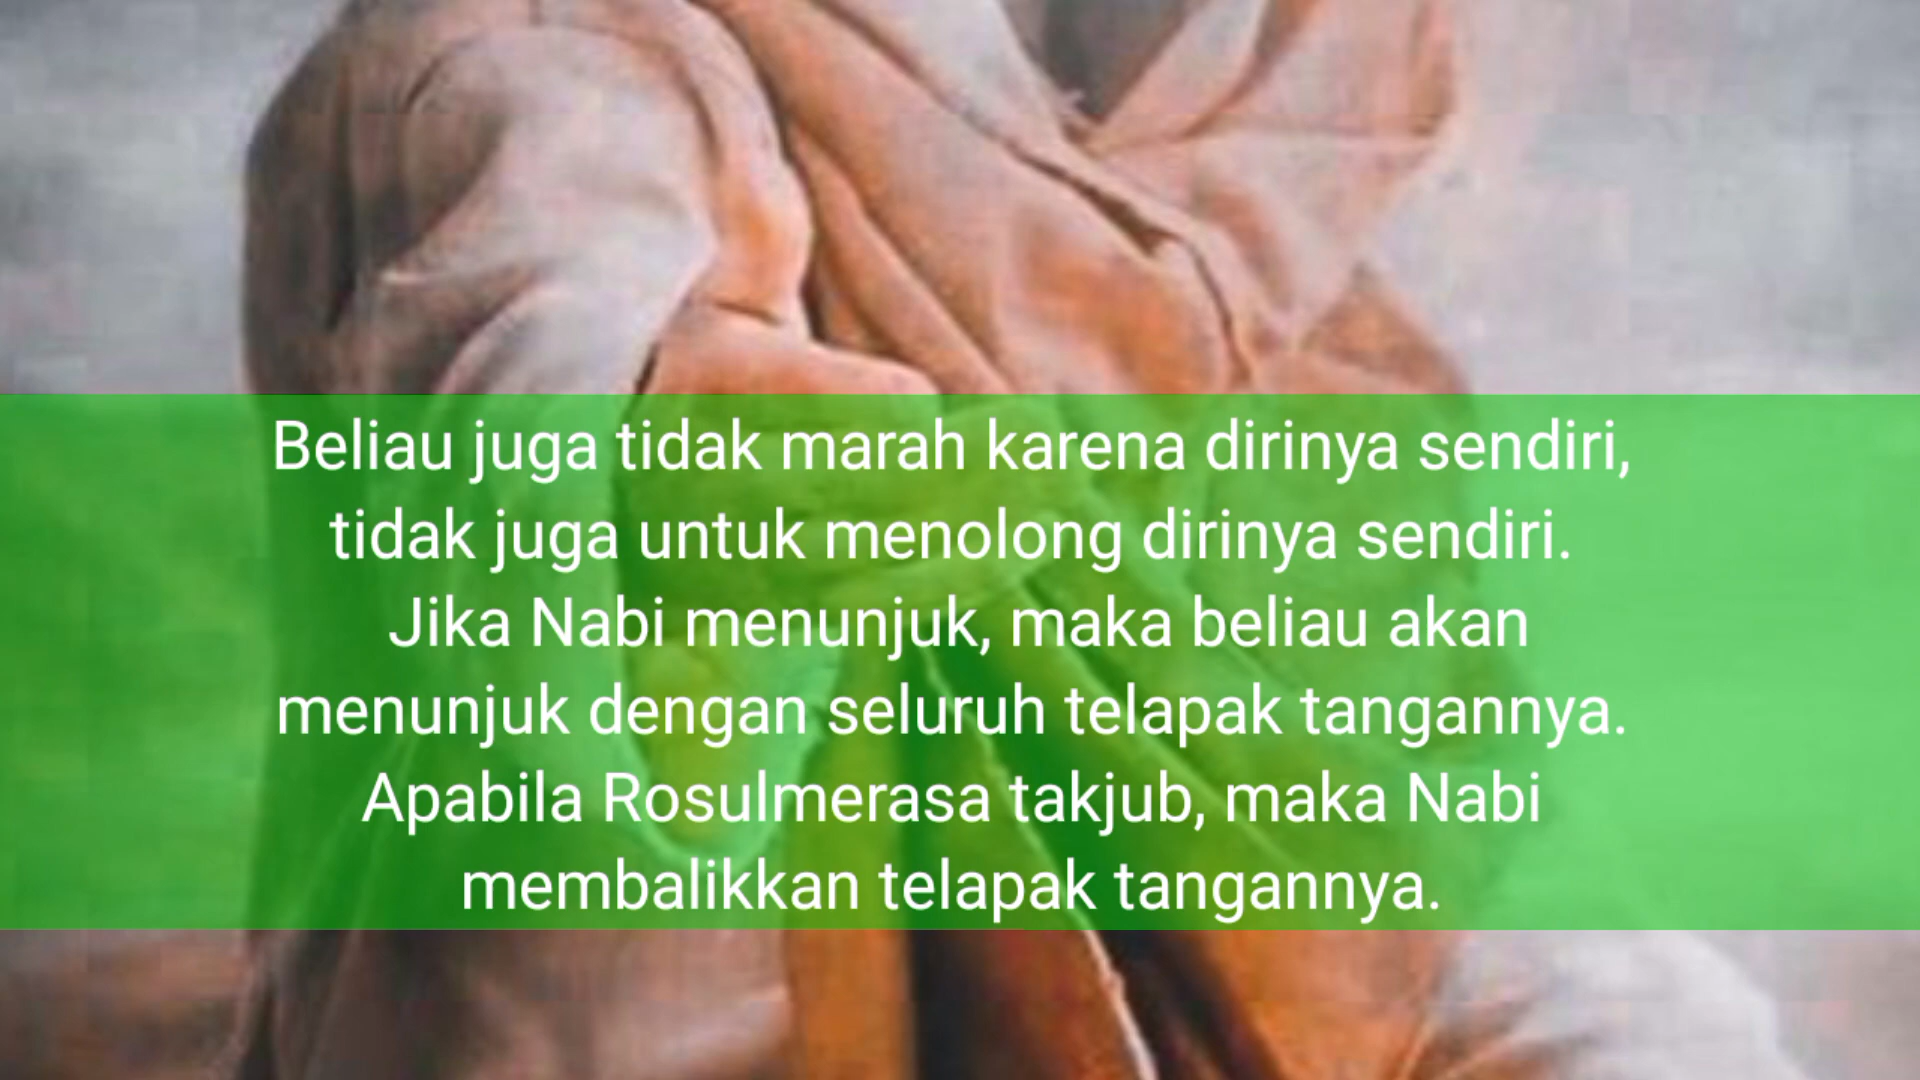 Beliau juga tidak marah karena dirinya sendiri,
tidak juga untuk menolong dirinya sendiri.
Jika Nabi menunjuk, maka beliau akan
menunjuk dengan seluruh telapak tangannya.
Apabila Rosulmerasa takjub, maka Nabi
membalikkan telapak tangannya.